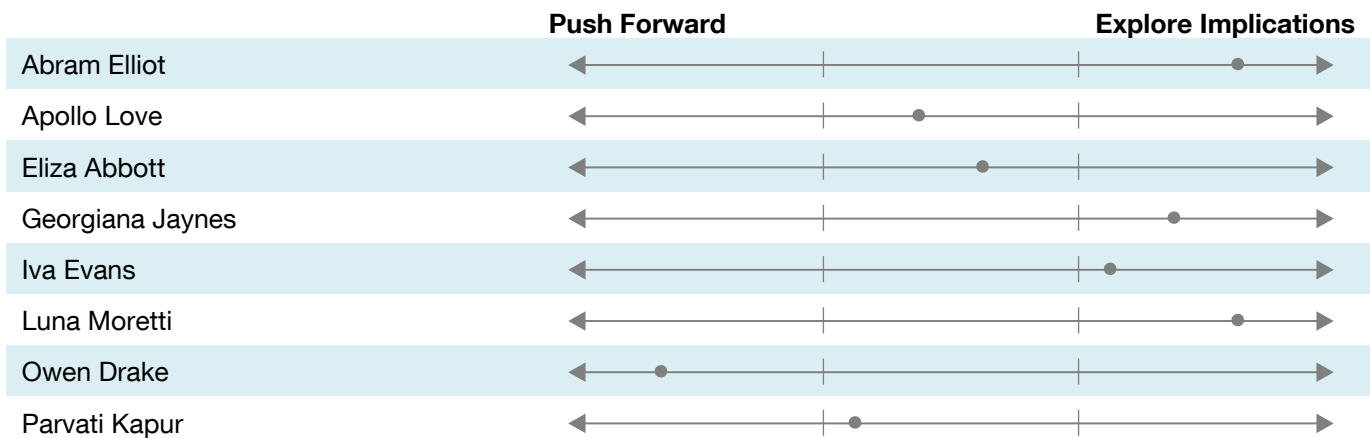 Push Forward Explore Implications
Abram Elliot
Apollo Love
Eliza Abbott
Georgiana Jaynes
Iva Evans
Luna Moretti
Owen Drake
Parvati Kapur